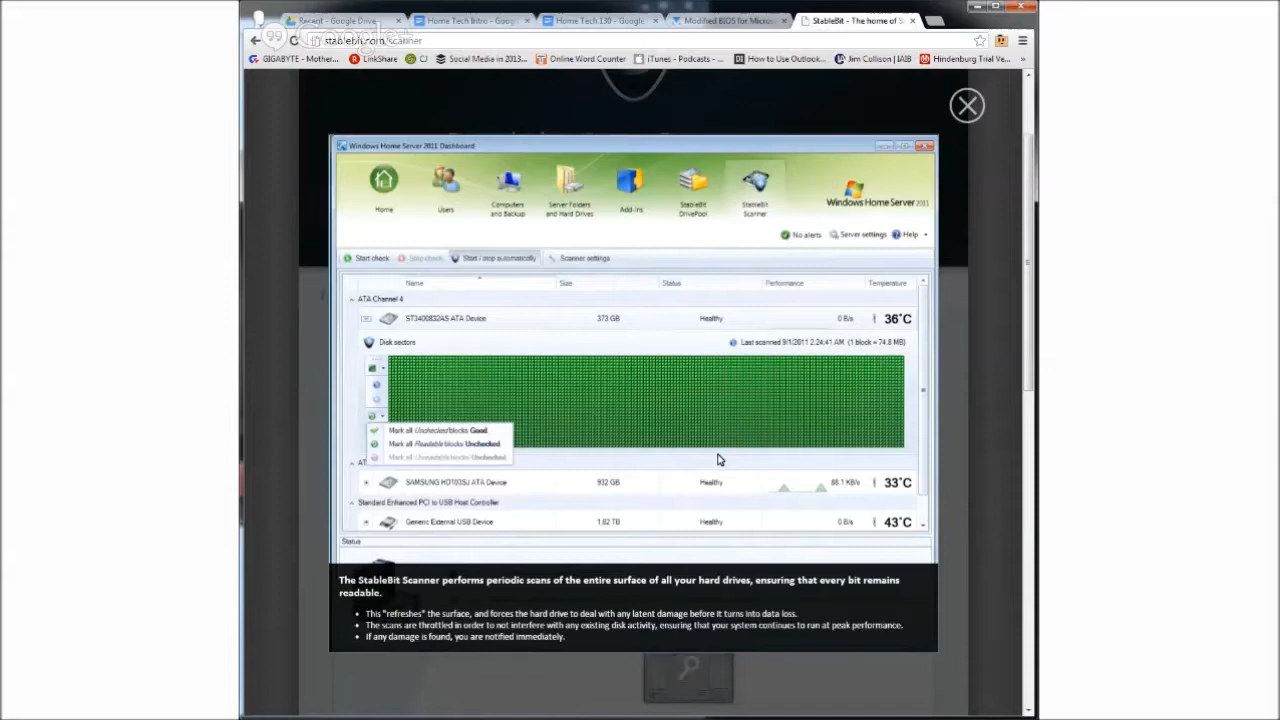 Recent - Google Drive
Home Tech Intro - Goog
Home Tech 130 - Google
Modified BIOS for Micros
StableBit - The home of S
Google+
stablebit.com/scanner
GIGABYTE - Mother...
LinkShare
CJ
Social Media in 2013...
Online Word Counter
iTunes - Podcasts - ...
How to Use Outlook...
Jim Collison | IAIB
Hindenburg Trial Ve...
»
Windows Home Server 2011 Dashboard
Home
Users
Computers and Backup
Server Folders and Hard Drives
Add-ins
StableBit DrivePool
StableBit Scanner
Windows Home Server 2011
No alerts
Server settings
Help
Start check
Stop check
Start / stop automatically
Scanner settings
Name Size Status Performance Temperature
ATA Channel 4
ST3400832AS ATA Device 373 GB Healthy 0 B/s 36°C
Disk sectors
Last scanned 9/1/2011 2:24:41 AM (1 block = 74.8 MB)
Mark all Unchecked blocks Good.
Mark all Readable blocks Unchecked.
Mark all Unreadable blocks Unchecked.
AT
SAMSUNG HD103SJ ATA Device 932 GB Healthy 88.1 KB/s 33°C
Standard Enhanced PCI to USB Host Controller
Generic External USB Device 1.82 TB Healthy 0 B/s 43°C
Status
The StableBit Scanner performs periodic scans of the entire surface of all your hard drives, ensuring that every bit remains
readable.
• This "refreshes" the surface, and forces the hard drive to deal with any latent damage before it turns into data loss.
• The scans are throttled in order to not interfere with any existing disk activity, ensuring that your system continues to run at peak performance.
• If any damage is found, you are notified immediately.